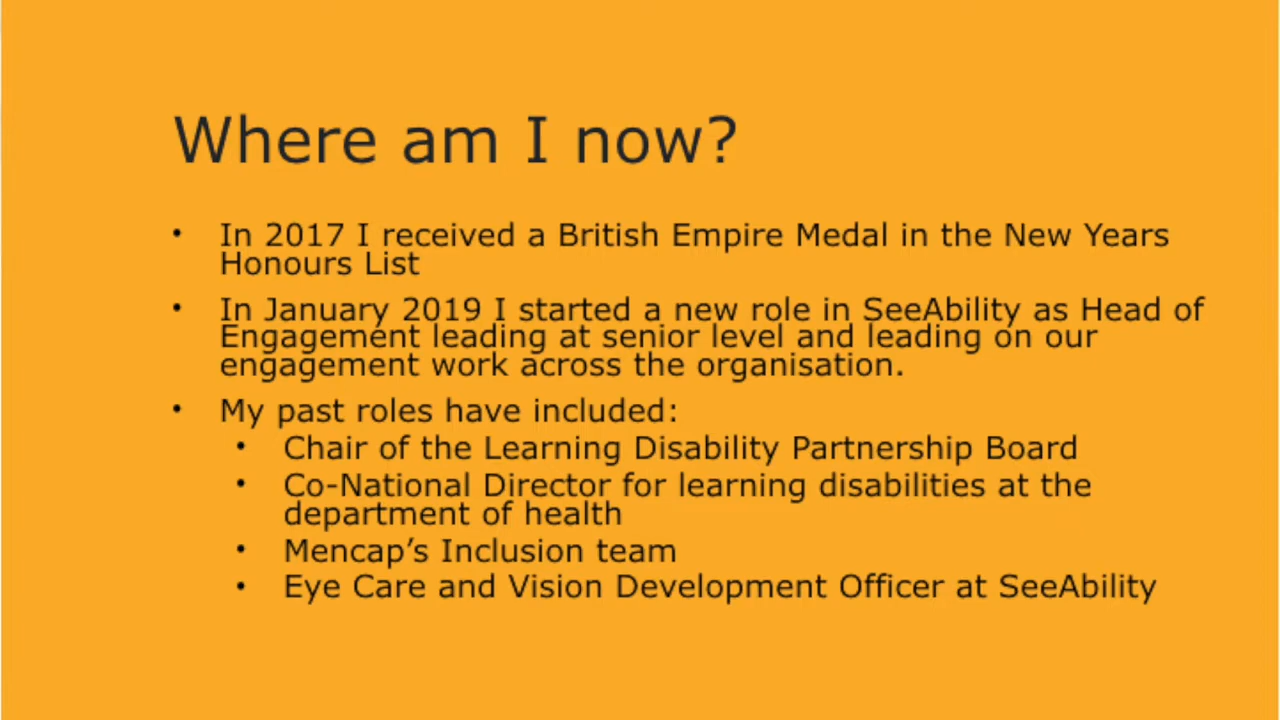 Where am I now?
• In 2017 I received a British Empire Medal in the New Years
Honours List
• In January 2019 I started a new role in SeeAbility as Head of
Engagement leading at senior level and leading on our
engagement work across the organisation.
• My past roles have included:
• Chair of the Learning Disability Partnership Board
• Co-National Director for learning disabilities at the
department of health
• Mencap’s Inclusion team
• Eye Care and Vision Development Officer at SeeAbility